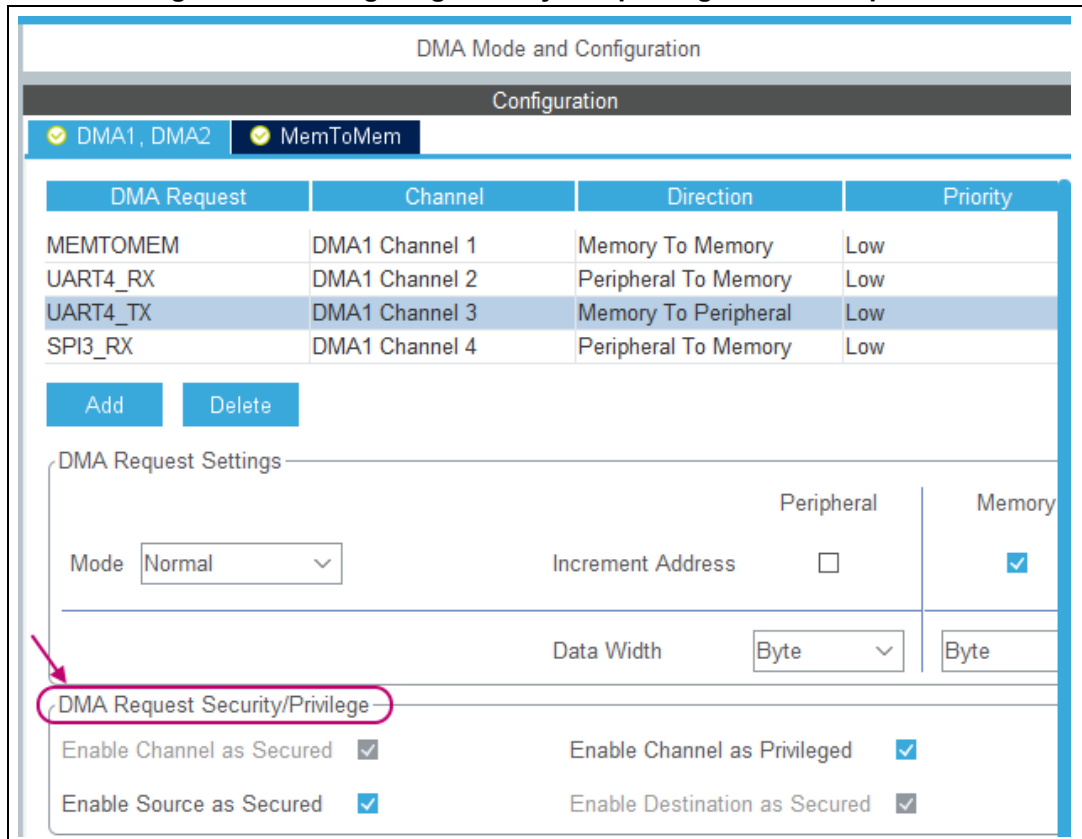 DMA Mode and Configuration
Configuration
DMA1, DMA2 MemToMem
DMA Request Channel Direction Priority
MEMTOMEM DMA1 Channel 1 Memory To Memory Low
UART4_RX DMA1 Channel 2 Peripheral To Memory Low
UART4_TX DMA1 Channel 3 Memory To Peripheral Low
SPI3_RX DMA1 Channel 4 Peripheral To Memory Low
Add Delete
DMA Request Settings
Peripheral Memory
Mode Normal Increment Address
Data Width Byte Byte
DMA Request Security/Privilege
Enable Channel as Secured Enable Channel as Privileged
Enable Source as Secured Enable Destination as Secured